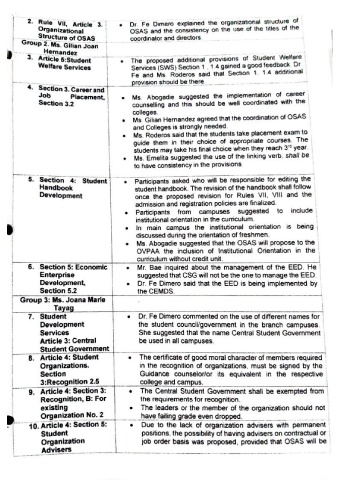 2. Rule VII, Article 3.
Organizational
Structure of OSAS
• Dr. Fe Dimero explained the organizational structure of
OSAS and the consistency on the use of the titles of the
coordinator and directors
Group 2. Ms. Gilian Joan
Hernandez
3. Article 5:Student
Welfare Services
• The proposed additional provisions of Student Welfare
Services (SWS) Section 1. .1.4 gained a good feedback. Dr.
Fe and Ms. Roderos said that Section 1. .1.4 additional
provision should be there.
4. Section 3. Career and
Job Placement,
Section 3.2
• Ms. Abogadie suggested the implementation of career
counselling and this should be well coordinated with the
colleges.
• Ms. Gilian Hernandez agreed that the coordination of OSAS
and Colleges is strongly needed.
• Ms. Roderos said that the students take placement exam to
guide them in their choice of appropriate courses. The
students may take his final choice when they reach 3rd year.
• Ms. Emelita suggested the use of the linking verb, shall be
to have consistency in the provisions
5. Section 4: Student
Handbook
Development
• Participants asked who will be responsible for editing the
student handbook. The revision of the handbook shall follow
once the proposed revision for Rules VII, VIII and the
admission and registration policies are finalized.
• Participants from campuses suggested to include
institutional orientation in the curriculum.
• In main campus the institutional orientation is being
discussed during the orientation of freshmen.
• Ms. Abogadie suggested that the OSAS will propose to the
OVPAA the inclusion of Institutional Orientation in the
curriculum without credit unit.
6. Section 5: Economic
Enterprise
Development,
Section 5.2
• Mr. Bae inquired about the management of the EED. He
suggested that CSG will not be the one to manage the EED
• Dr. Fe Dimero said that the EED is being implemented by
the CEMDS.
Group 3: Ms. Joana Marie
Tayag
7. Student
Development
Services
Article 3: Central
Student Government
• Dr. Fe Dimero commented on the use of different names for
the student council/government in the branch campuses.
She suggested that the name Central Student Government
be used in all campuses.
8. Article 4: Student
Organizations.
Section
3:Recognition 2.5
• The certificate of good moral character of members required
in the recognition of organizations, must be signed by the
Guidance counselor/or its equivalent in the respective
college and campus.
9. Article 4: Section 3:
Recognition, B: For
existing
Organization No. 2
• The Central Student Government shall be exempted from
the requirements for recognition.
• The leaders or the member of the organization should not
have failing grade even dropped.
10. Article 4: Section 5:
Student
Organization
Advisers
• Due to the lack of organization advisers with permanent
positions, the possibility of having advisers on contractual or
job order basis was proposed, provided that OSAS will be